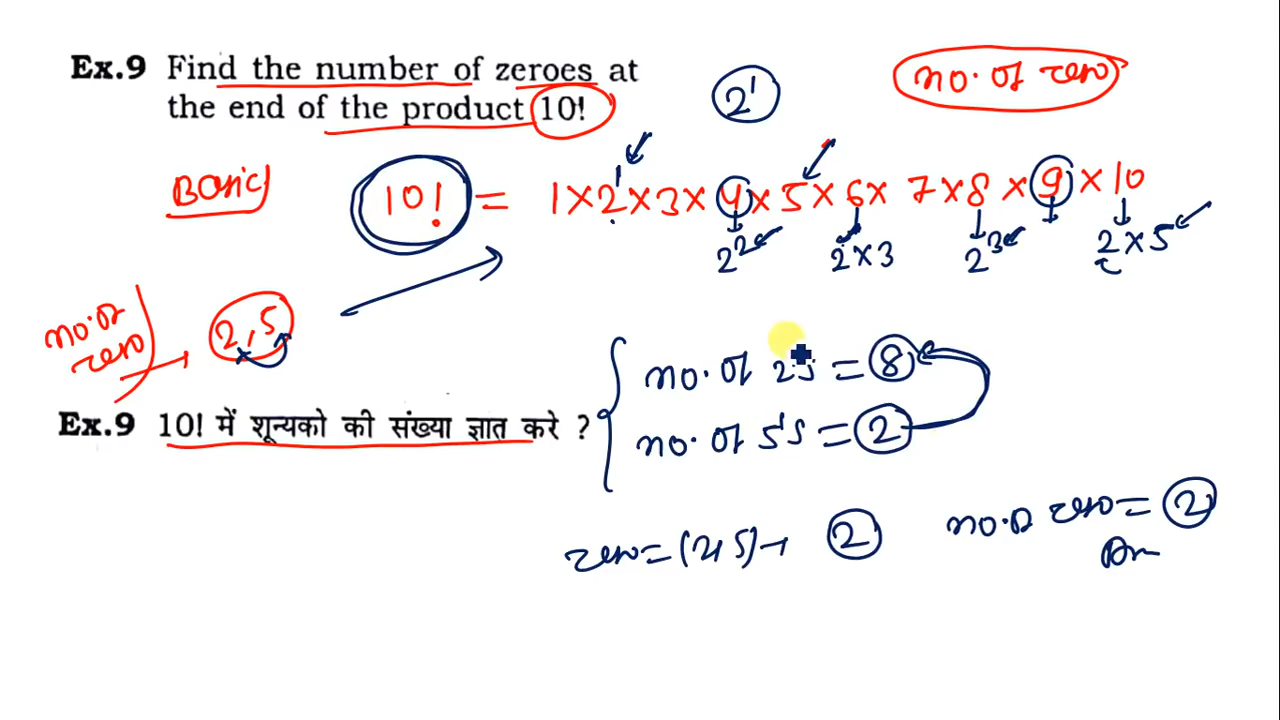 Ex.9 Find the number of zeroes at
the end of the product 10!
no. of zero
2¹
Basic
10! = 1 × 2¹ × 3 × 4 × 5 × 6 × 7 × 8 × 9 × 10
2² 2 × 3 2³ 2 × 5
no. of zero → 2, 5
no. of 2's = 8
no. of 5's = 2
Ex.9 10! में शून्यको की संख्या ज्ञात करे ?
zero = (2, 5) → 2
no. of zero = 2
Ans